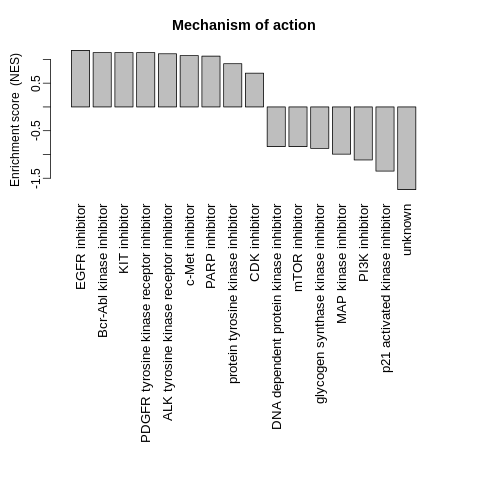 Mechanism of action
Enrichment score (NES)
0.5
-0.5
-1.5
EGFR inhibitor
Bcr-Abl kinase inhibitor
KIT inhibitor
PDGFR tyrosine kinase receptor inhibitor
ALK tyrosine kinase receptor inhibitor
c-Met inhibitor
PARP inhibitor
protein tyrosine kinase inhibitor
CDK inhibitor
DNA dependent protein kinase inhibitor
mTOR inhibitor
glycogen synthase kinase inhibitor
MAP kinase inhibitor
PI3K inhibitor
p21 activated kinase inhibitor
unknown